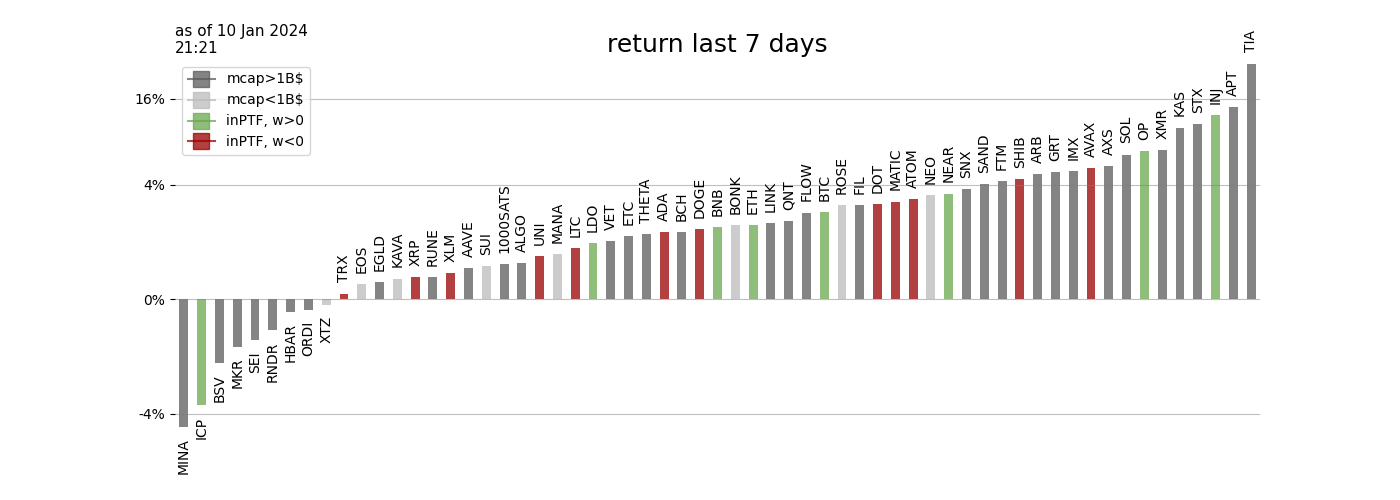 as of 10 Jan 2024
21:21
return last 7 days
mcap>1B$
mcap<1B$
inPTF, w>0
inPTF, w<0
16%
4%
0%
-4%
MINA
ICP
BSV
MKR
SEI
RNDR
HBAR
ORDI
XTZ
TRX
EOS
EGLD
KAVA
XRP
RUNE
XLM
AAVE
SUI
1000SATS
ALGO
UNI
MANA
LTC
LDO
VET
ETC
THETA
ADA
BCH
DOGE
BNB
BONK
ETH
LINK
QNT
FLOW
BTC
ROSE
FIL
DOT
MATIC
ATOM
NEO
NEAR
SNX
SAND
FTM
SHIB
ARB
GRT
IMX
AVAX
AXS
SOL
OP
XMR
KAS
STX
INJ
APT
TIA